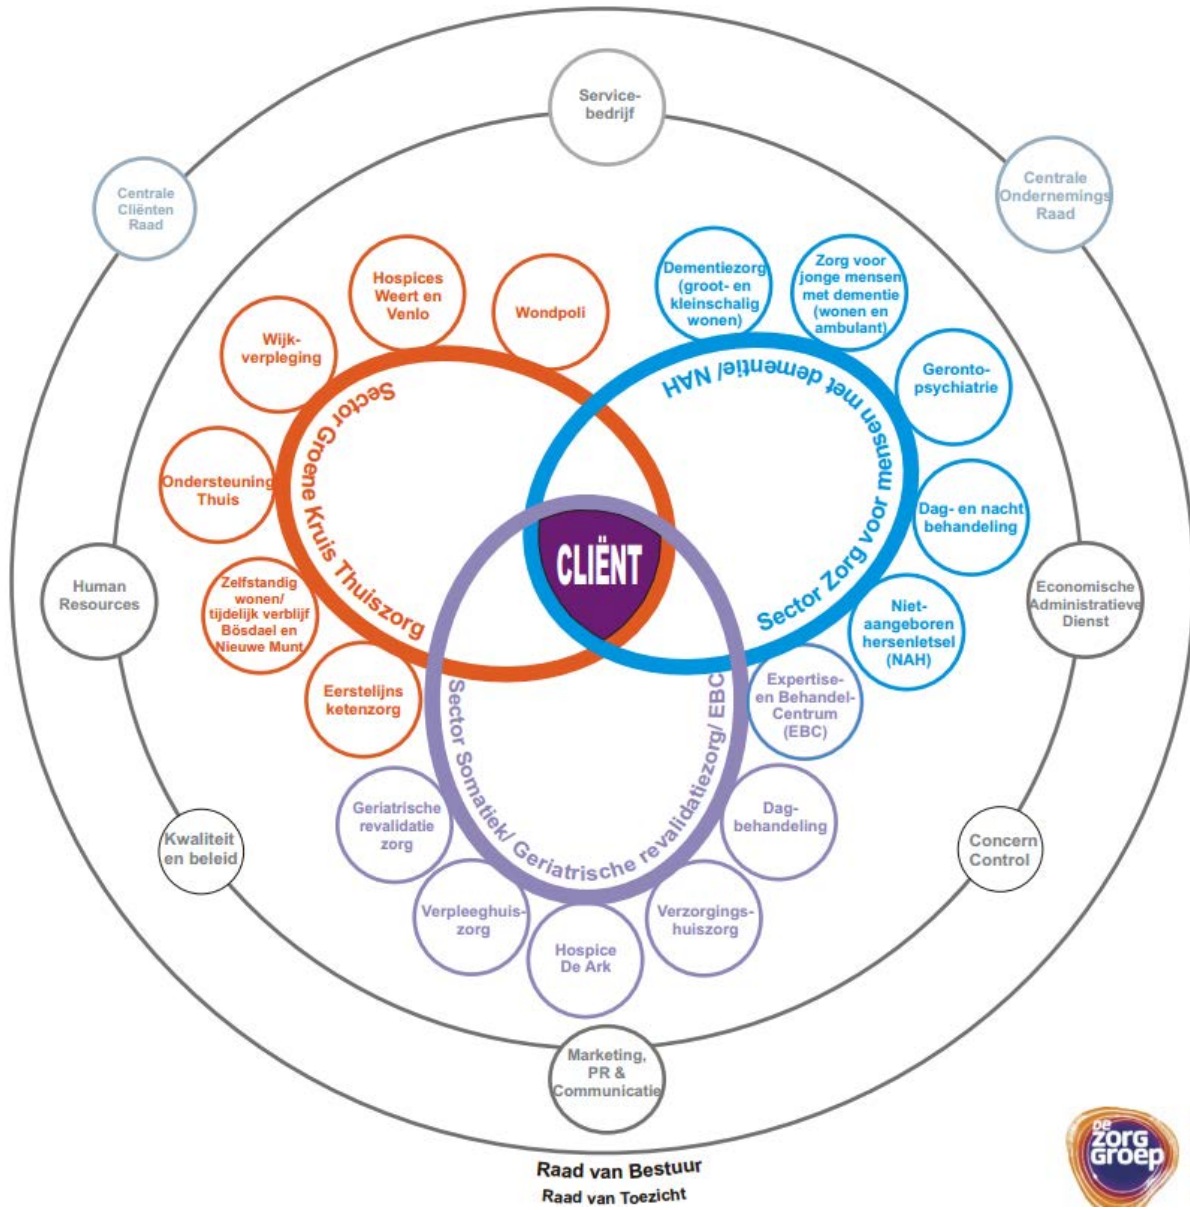 Service-
bedrijf
Centrale
Cliënten
Raad
Centrale
Ondernemings
Raad
Hospices
Weert en
Venlo
Wondpoli
Dementiezorg
(groot- en
kleinschalig
wonen)
Zorg voor
jonge mensen
met dementie
(wonen en
ambulant)
Wijk-
verpleging
Geronto-
psychiatrie
Sector Groene Kruis Thuiszorg
Sector Zorg voor mensen met dementie/ NAH
Ondersteuning
Thuis
Dag- en nacht
behandeling
CLIËNT
Human
Resources
Economische
Administratieve
Dienst
Zelfstandig
wonen/
tijdelijk verblijf
Bösdael en
Nieuwe Munt
Niet-
aangeboren
hersenletsel
(NAH)
Eerstelijns
ketenzorg
Expertise-
en Behandel-
Centrum
(EBC)
Sector Somatiek/ Geriatrische revalidatiezorg/ EBC
Geriatrische
revalidatie
zorg
Dag-
behandeling
Kwaliteit
en beleid
Concern
Control
Verpleeghuis-
zorg
Verzorgings-
huiszorg
Hospice
De Ark
Marketing,
PR &
Communicatie
Raad van Bestuur
Raad van Toezicht
De
ZORG
GROEP